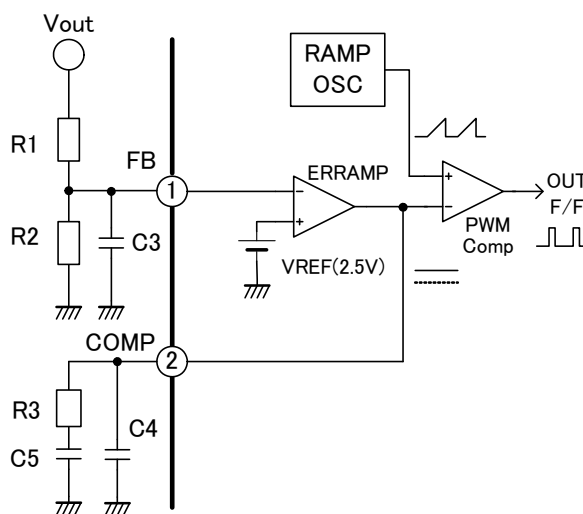 Vout
RAMP
OSC
R1
FB
1
ERRAMP
OUT
F/F
R2
C3
VREF(2.5V)
PWM
Comp
COMP
2
R3
C4
C5